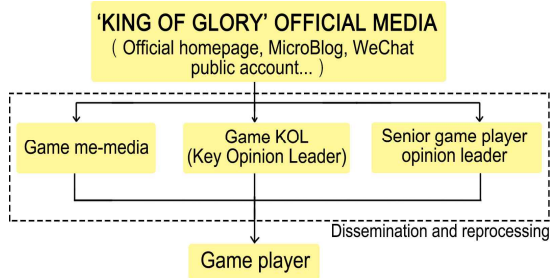 ‘KING OF GLORY’ OFFICIAL MEDIA
( Official homepage, MicroBlog, WeChat
public account... )
Game me-media
Game KOL
(Key Opinion Leader)
Senior game player
opinion leader
Dissemination and reprocessing
Game player